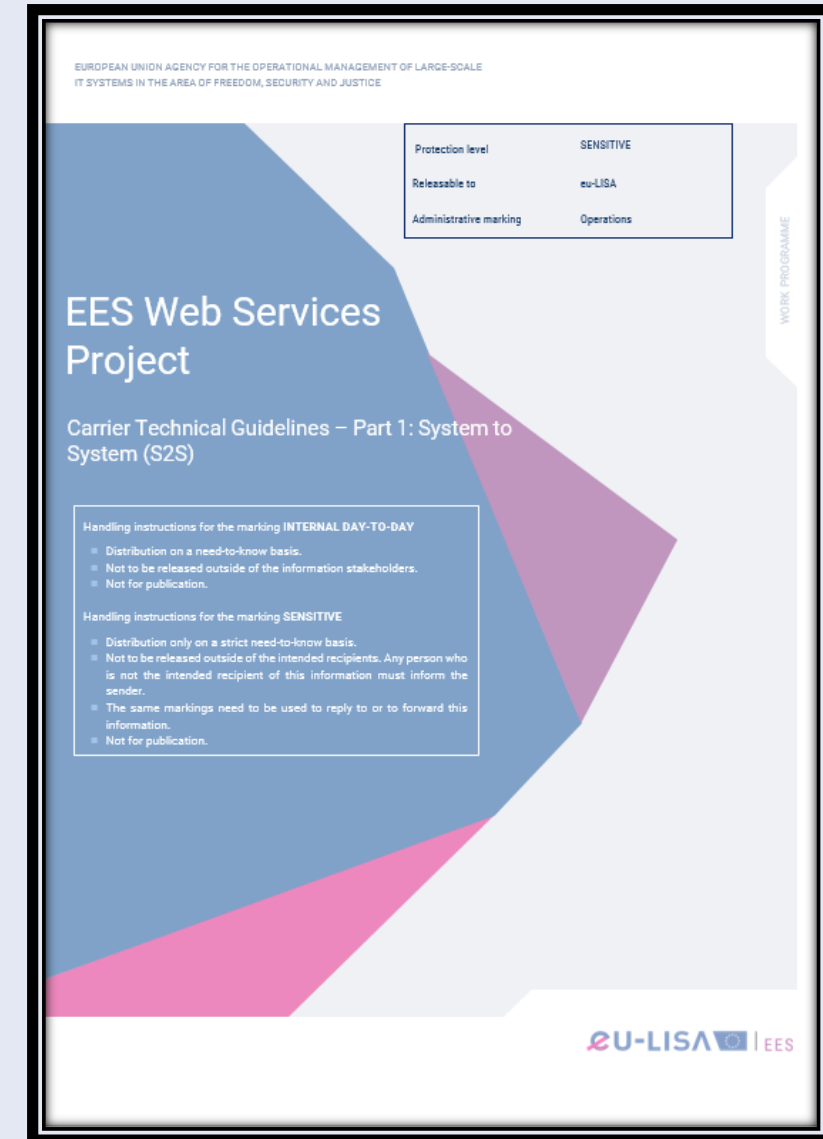 EUROPEAN UNION AGENCY FOR THE OPERATIONAL MANAGEMENT OF LARGE-SCALE
IT SYSTEMS IN THE AREA OF FREEDOM, SECURITY AND JUSTICE
Protection level SENSITIVE
Releasable to eu-LISA
Administrative marking Operations
WORK PROGRAMME
EES Web Services
Project
Carrier Technical Guidelines – Part 1: System to
System (S2S)
Handling instructions for the marking INTERNAL DAY-TO-DAY
Distribution on a need-to-know basis.
Not to be released outside of the information stakeholders.
Not for publication.
Handling instructions for the marking SENSITIVE
Distribution only on a strict need-to-know basis.
Not to be released outside of the intended recipients. Any person who
is not the intended recipient of this information must inform the
sender.
The same markings need to be used to reply to or to forward this
information.
Not for publication.
eU-LISA EES